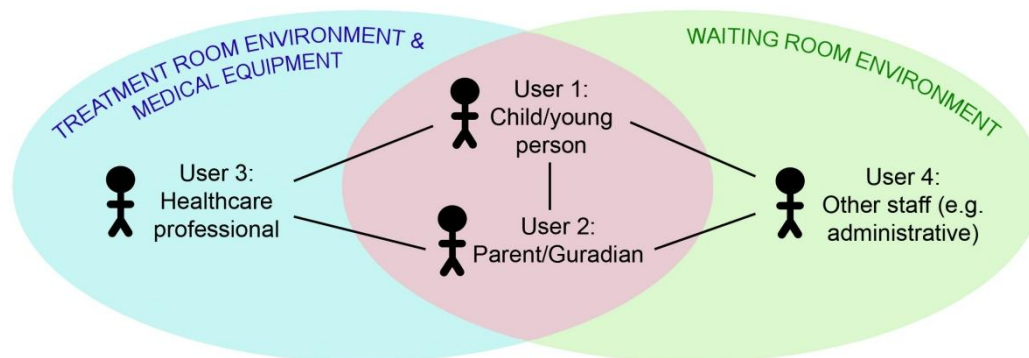 TREATMENT ROOM ENVIRONMENT &
MEDICAL EQUIPMENT
WAITING ROOM ENVIRONMENT
User 1:
Child/young
person
User 3:
Healthcare
professional
User 2:
Parent/Guradian
User 4:
Other staff (e.g.
administrative)